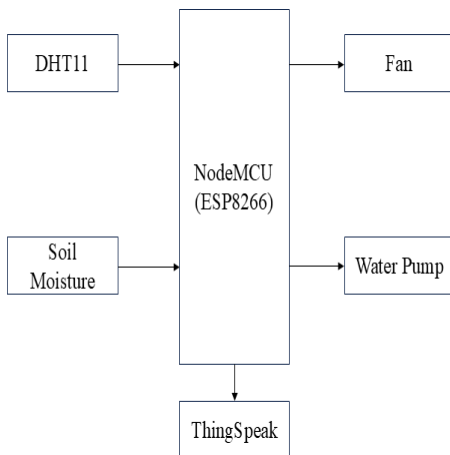 DHT11
Fan
NodeMCU
(ESP8266)
Soil
Moisture
Water Pump
ThingSpeak